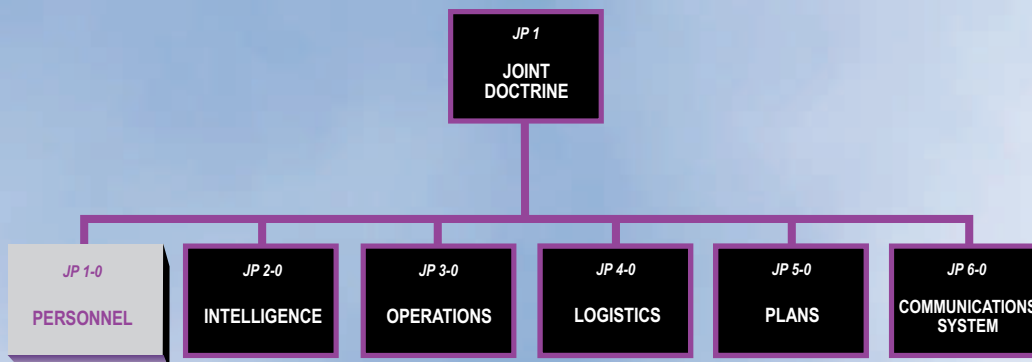 JP 1
JOINT
DOCTRINE
JP 1-0
PERSONNEL
JP 2-0
INTELLIGENCE
JP 3-0
OPERATIONS
JP 4-0
LOGISTICS
JP 5-0
PLANS
JP 6-0
COMMUNICATIONS
SYSTEM